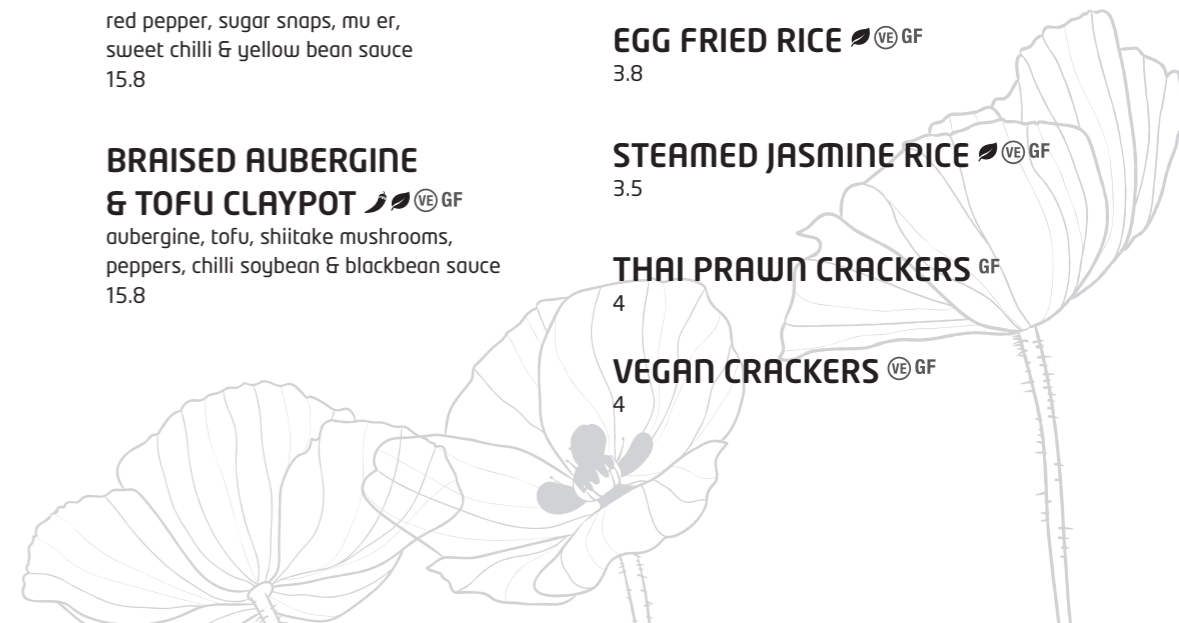 red pepper, sugar snaps, mu er,
sweet chilli & yellow bean sauce
15.8
BRAISED AUBERGINE
& TOFU CLAYPOT VE GF
aubergine, tofu, shiitake mushrooms,
peppers, chilli soybean & blackbean sauce
15.8
EGG FRIED RICE VE GF
3.8
STEAMED JASMINE RICE VE GF
3.5
THAI PRAWN CRACKERS GF
4
VEGAN CRACKERS VE GF
4